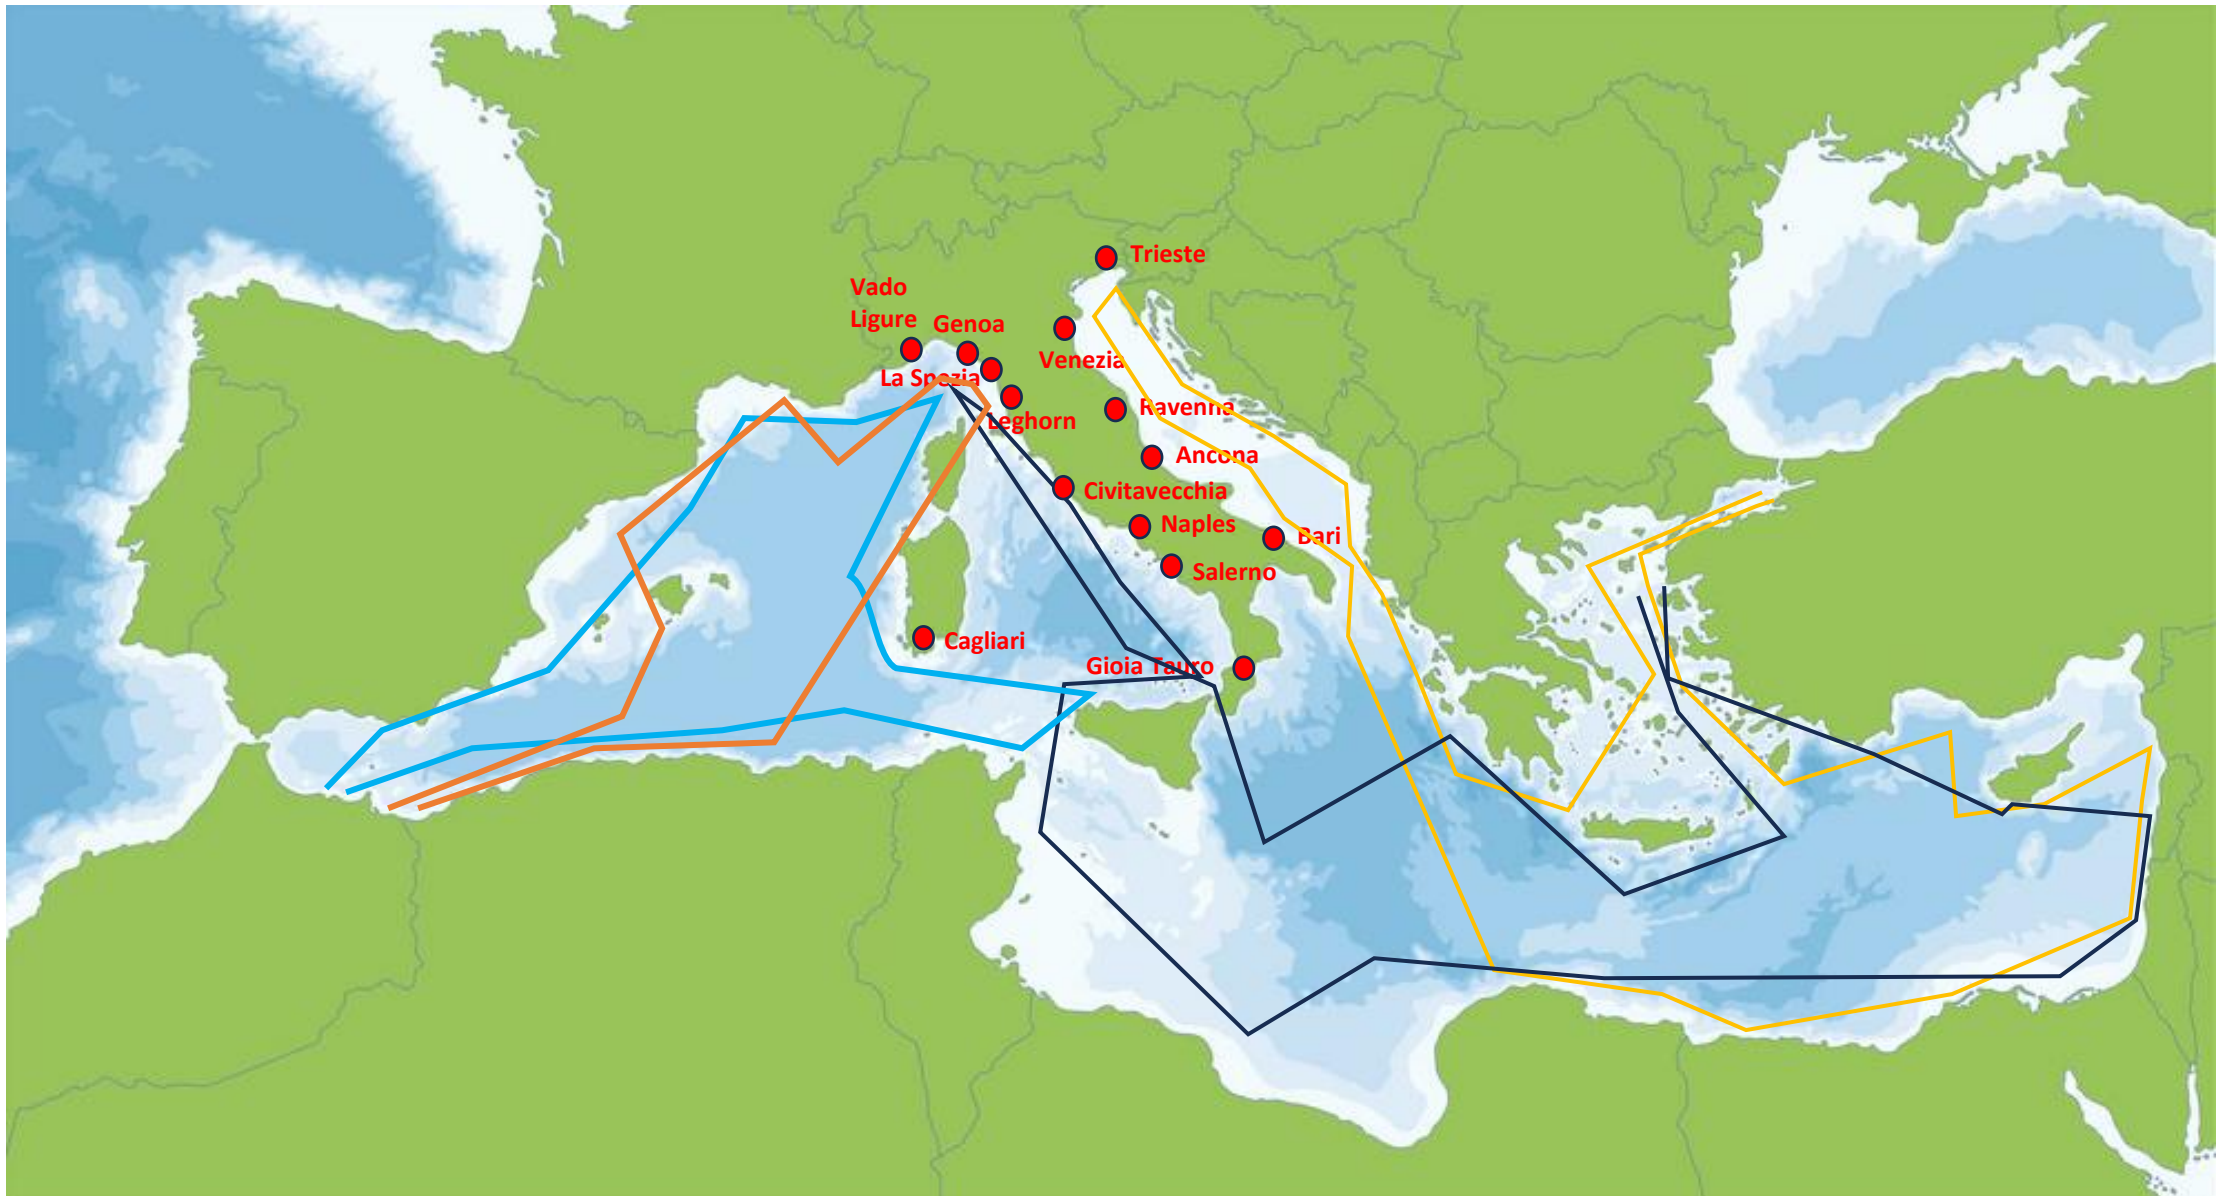 Trieste
Vado
Ligure
Genoa
Venezia
La Spezia
Ravenna
Leghorn
Ancona
Civitavecchia
Naples
Bari
Salerno
Cagliari
Gioia Tauro